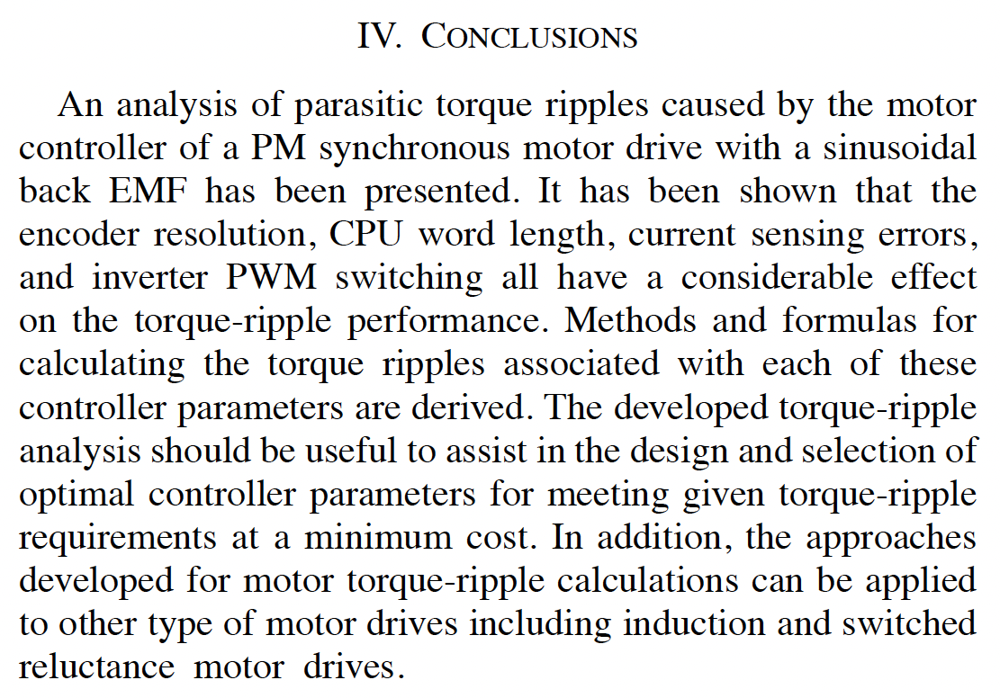 IV. CONCLUSIONS
An analysis of parasitic torque ripples caused by the motor
controller of a PM synchronous motor drive with a sinusoidal
back EMF has been presented. It has been shown that the
encoder resolution, CPU word length, current sensing errors,
and inverter PWM switching all have a considerable effect
on the torque-ripple performance. Methods and formulas for
calculating the torque ripples associated with each of these
controller parameters are derived. The developed torque-ripple
analysis should be useful to assist in the design and selection of
optimal controller parameters for meeting given torque-ripple
requirements at a minimum cost. In addition, the approaches
developed for motor torque-ripple calculations can be applied
to other type of motor drives including induction and switched
reluctance motor drives.